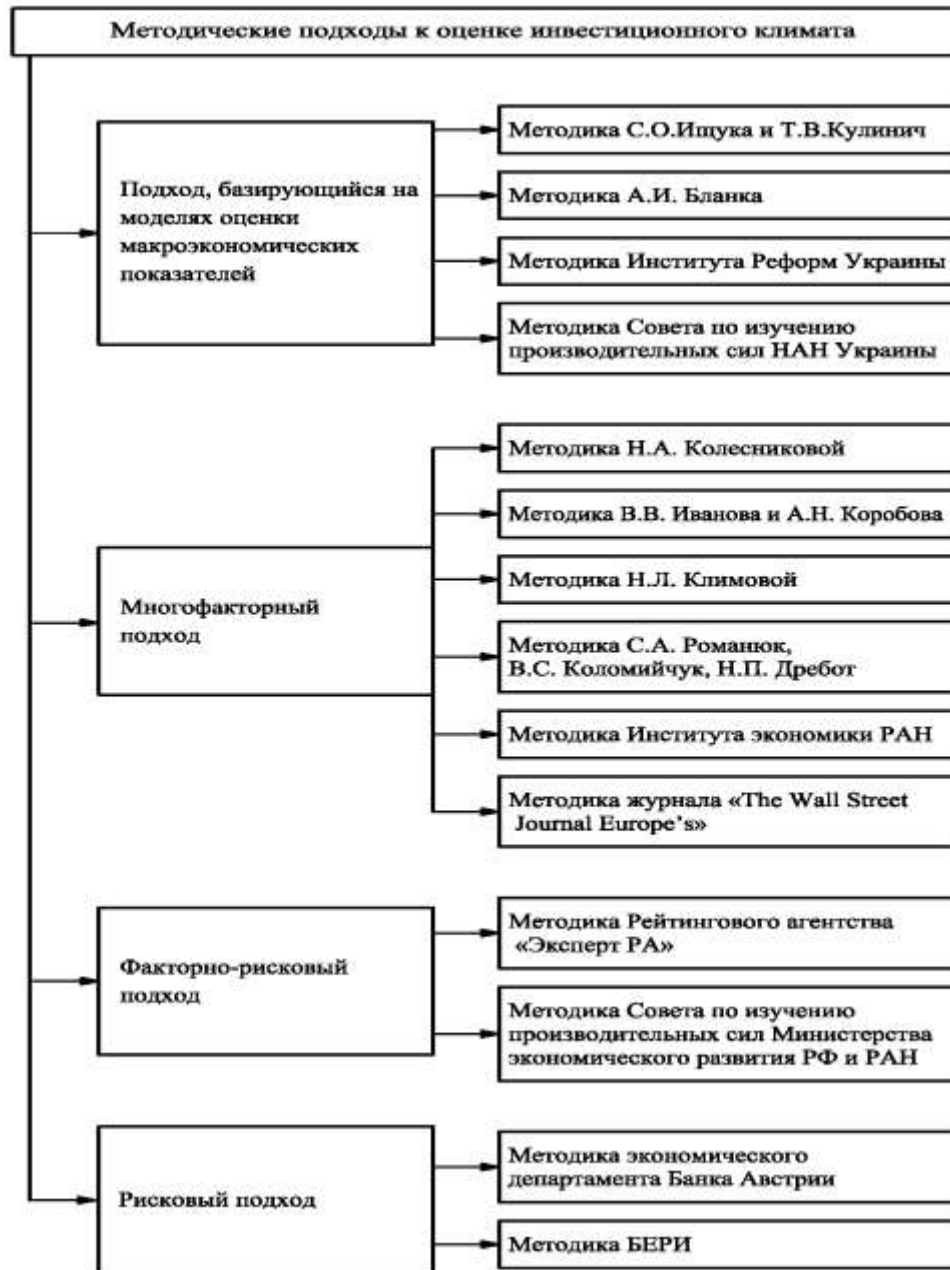 Методические подходы к оценке инвестиционного климата
Подход, базирующийся на
моделях оценки
макроэкономических
показателей
Методика С.О.Ищука и Т.В.Кулинич
Методика А.И. Бланка
Методика Института Реформ Украины
Методика Совета по изучению
производительных сил НАН Украины
Многофакторный
подход
Методика Н.А. Колесниковой
Методика В.В. Иванова и А.Н. Коробова
Методика Н.Л. Климовой
Методика С.А. Романюк,
В.С. Коломийчук, Н.П. Дребот
Методика Института экономики РАН
Методика журнала «The Wall Street
Journal Europe’s»
Факторно-рисковый
подход
Методика Рейтингового агентства
«Эксперт РА»
Методика Совета по изучению
производительных сил Министерства
экономического развития РФ и РАН
Рисковый подход
Методика экономического
департамента Банка Австрии
Методика БЕРИ